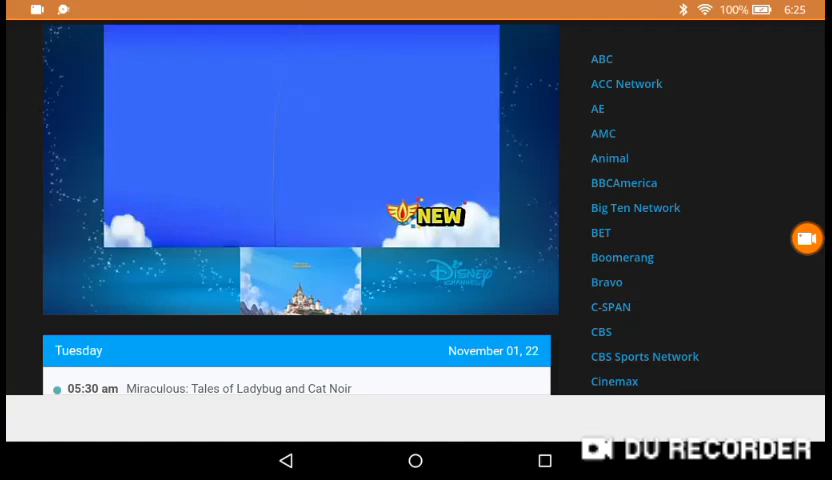 100% 6:25
NEW
Disney
CHANNEL
Tuesday November 01, 22
05:30 am Miraculous: Tales of Ladybug and Cat Noir
ABC
ACC Network
AE
AMC
Animal
BBCAmerica
Big Ten Network
BET
Boomerang
Bravo
C-SPAN
CBS
CBS Sports Network
Cinemax
DU RECORDER